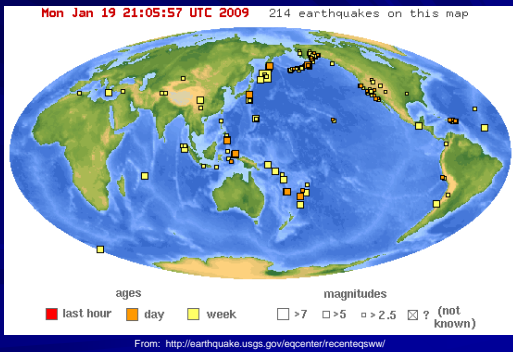 Mon Jan 19 21:05:57 UTC 2009 214 earthquakes on this map
ages
magnitudes
last hour day week >7 >5 >2.5 ? (not known)
From: http://earthquake.usgs.gov/eqcenter/recenteqsww/